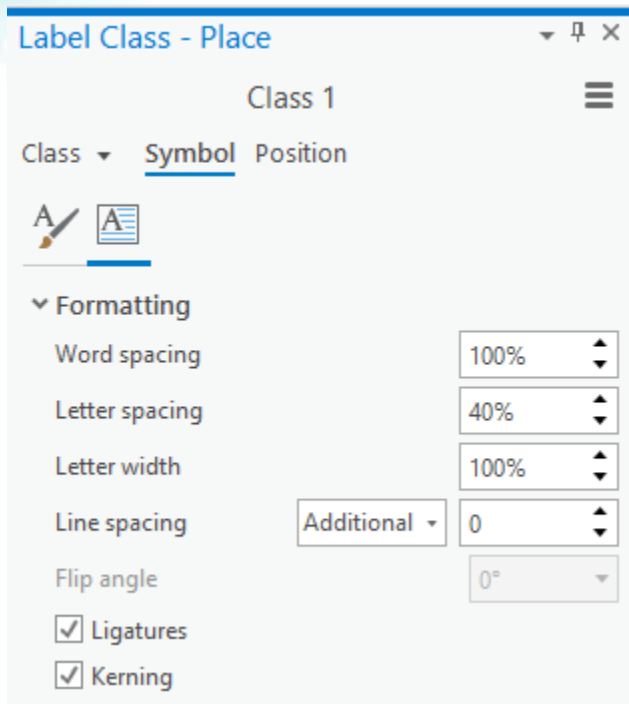 Label Class - Place
Class 1
Class Symbol Position
A A
Formatting
Word spacing 100%
Letter spacing 40%
Letter width 100%
Line spacing Additional 0
Flip angle 0°
Ligatures
Kerning